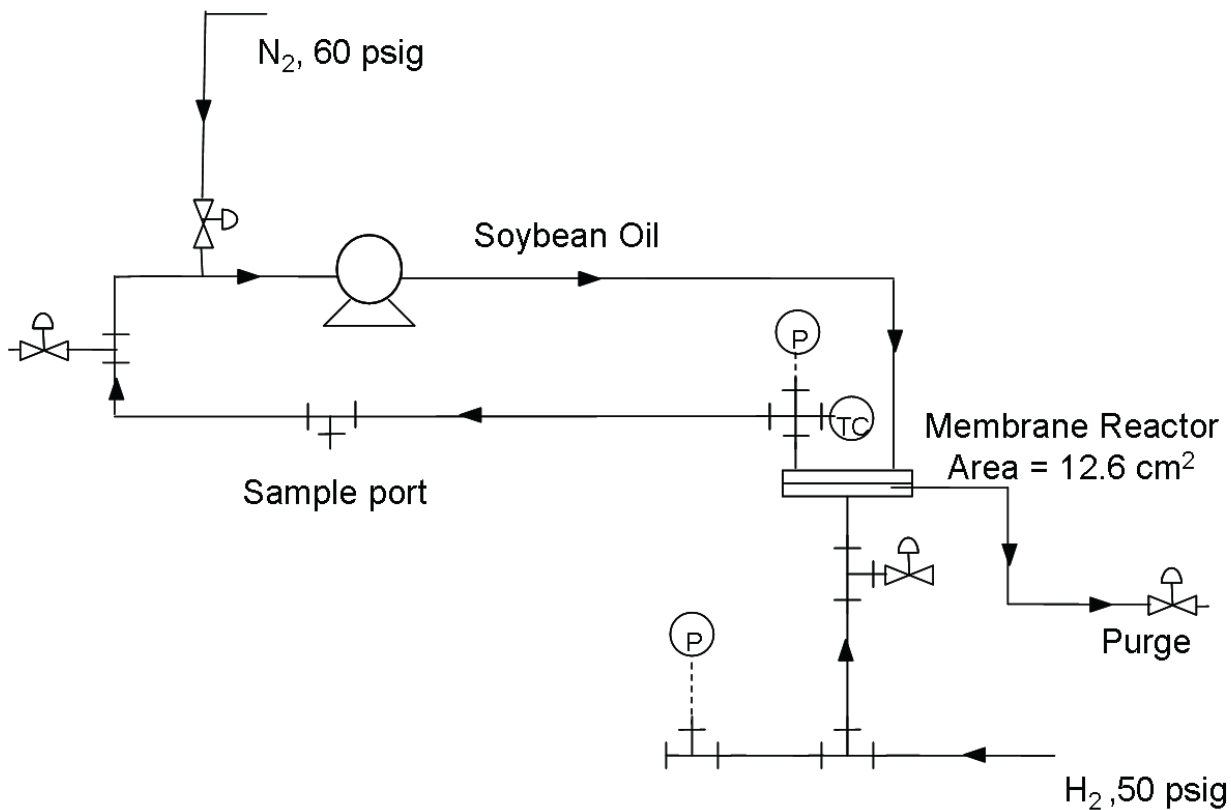 N₂, 60 psig
Soybean Oil
P
TC
Membrane Reactor
Area = 12.6 cm²
Sample port
P
Purge
H₂ ,50 psig